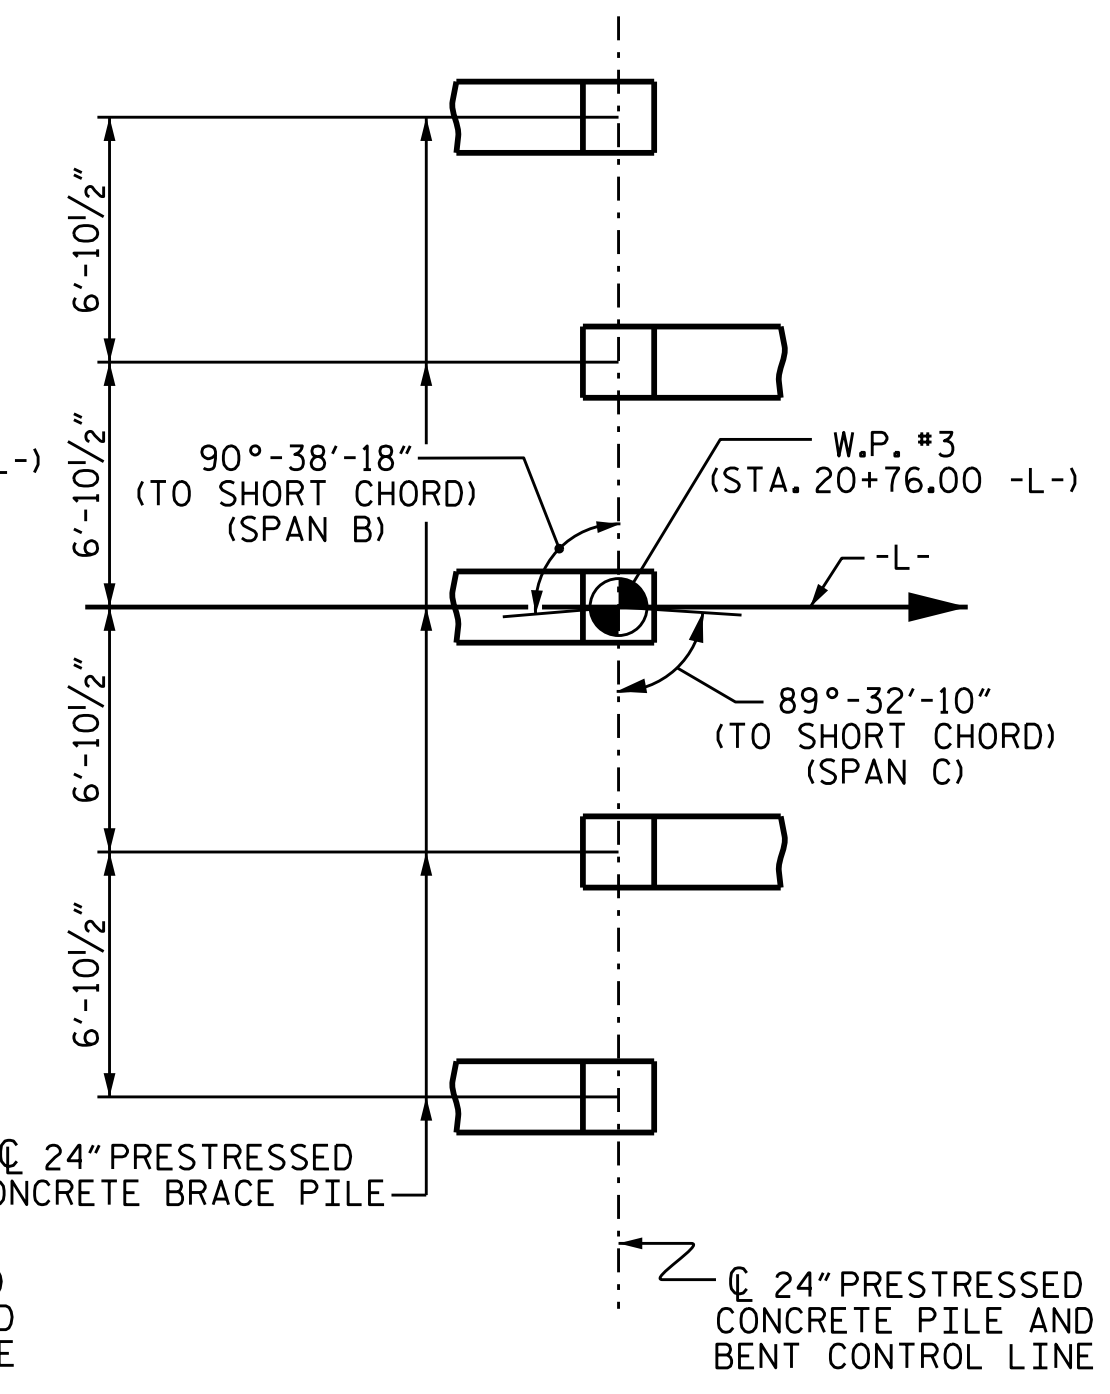 6'-10½"
6'-10½"
6'-10½"
6'-10½"
-)
90°-38'-18"
(TO SHORT CHORD)
(SPAN B)
W.P. #3
(STA. 20+76.00 -L-)
-L-
89°-32'-10"
(TO SHORT CHORD)
(SPAN C)
℄ 24" PRESTRESSED
ONCRETE BRACE PILE
D
E
℄ 24" PRESTRESSED
CONCRETE PILE AND
BENT CONTROL LINE